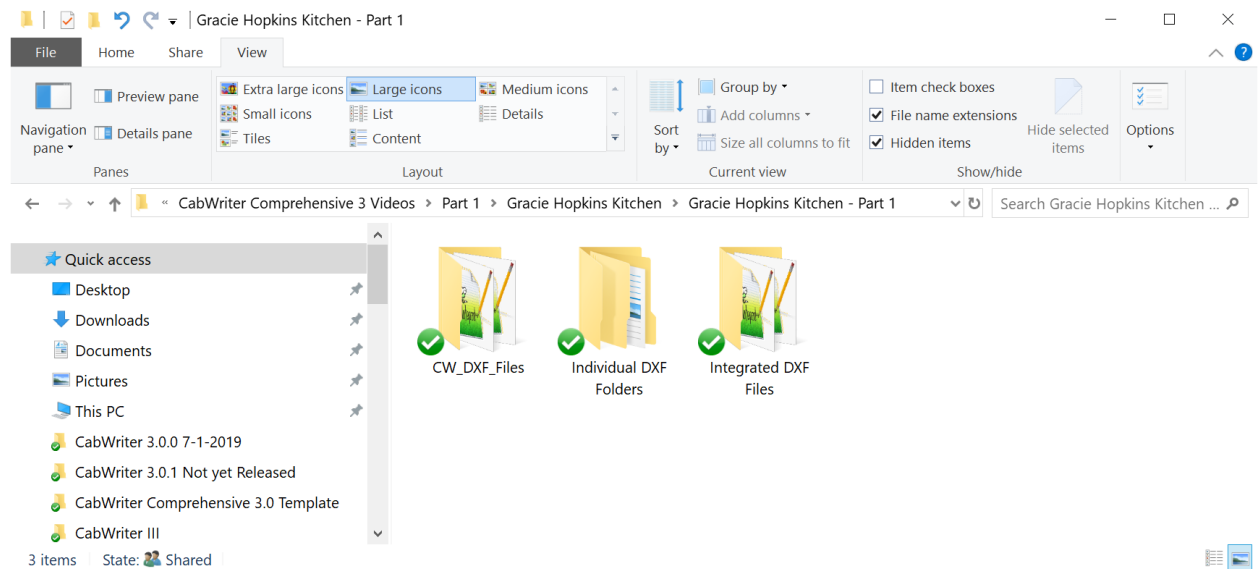 Gracie Hopkins Kitchen - Part 1
File Home Share View
Navigation pane
Preview pane
Details pane
Panes
Extra large icons Large icons Medium icons
Small icons List Details
Tiles Content
Layout
Sort by
Group by
Add columns
Size all columns to fit
Current view
Item check boxes
File name extensions
Hidden items
Hide selected items
Show/hide
Options
« CabWriter Comprehensive 3 Videos > Part 1 > Gracie Hopkins Kitchen > Gracie Hopkins Kitchen - Part 1
Search Gracie Hopkins Kitchen ...
Quick access
Desktop
Downloads
Documents
Pictures
This PC
CabWriter 3.0.0 7-1-2019
CabWriter 3.0.1 Not yet Released
CabWriter Comprehensive 3.0 Template
CabWriter III
CW_DXF_Files
Individual DXF
Folders
Integrated DXF
Files
3 items State: Shared